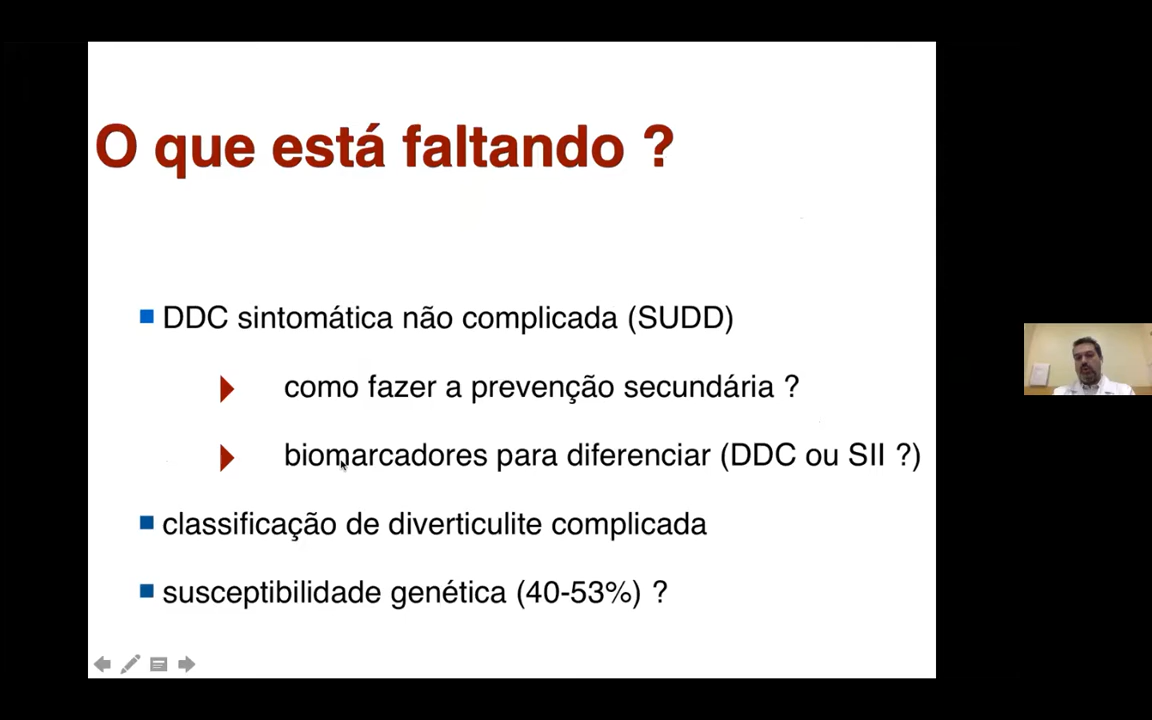 O que está faltando ?
DDC sintomática não complicada (SUDD)
como fazer a prevenção secundária ?
biomarcadores para diferenciar (DDC ou SII ?)
classificação de diverticulite complicada
susceptibilidade genética (40-53%) ?